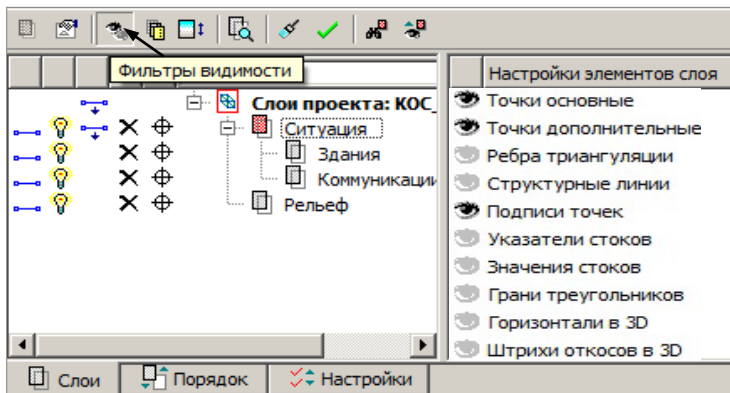 Фильтры видимости
Слои проекта: КОС_
Ситуация
Здания
Коммуникации
Рельеф
Настройки элементов слоя
Точки основные
Точки дополнительные
Ребра триангуляции
Структурные линии
Подписи точек
Указатели стоков
Значения стоков
Грани треугольников
Горизонтали в 3D
Штрихи откосов в 3D
Слои
Порядок
Настройки